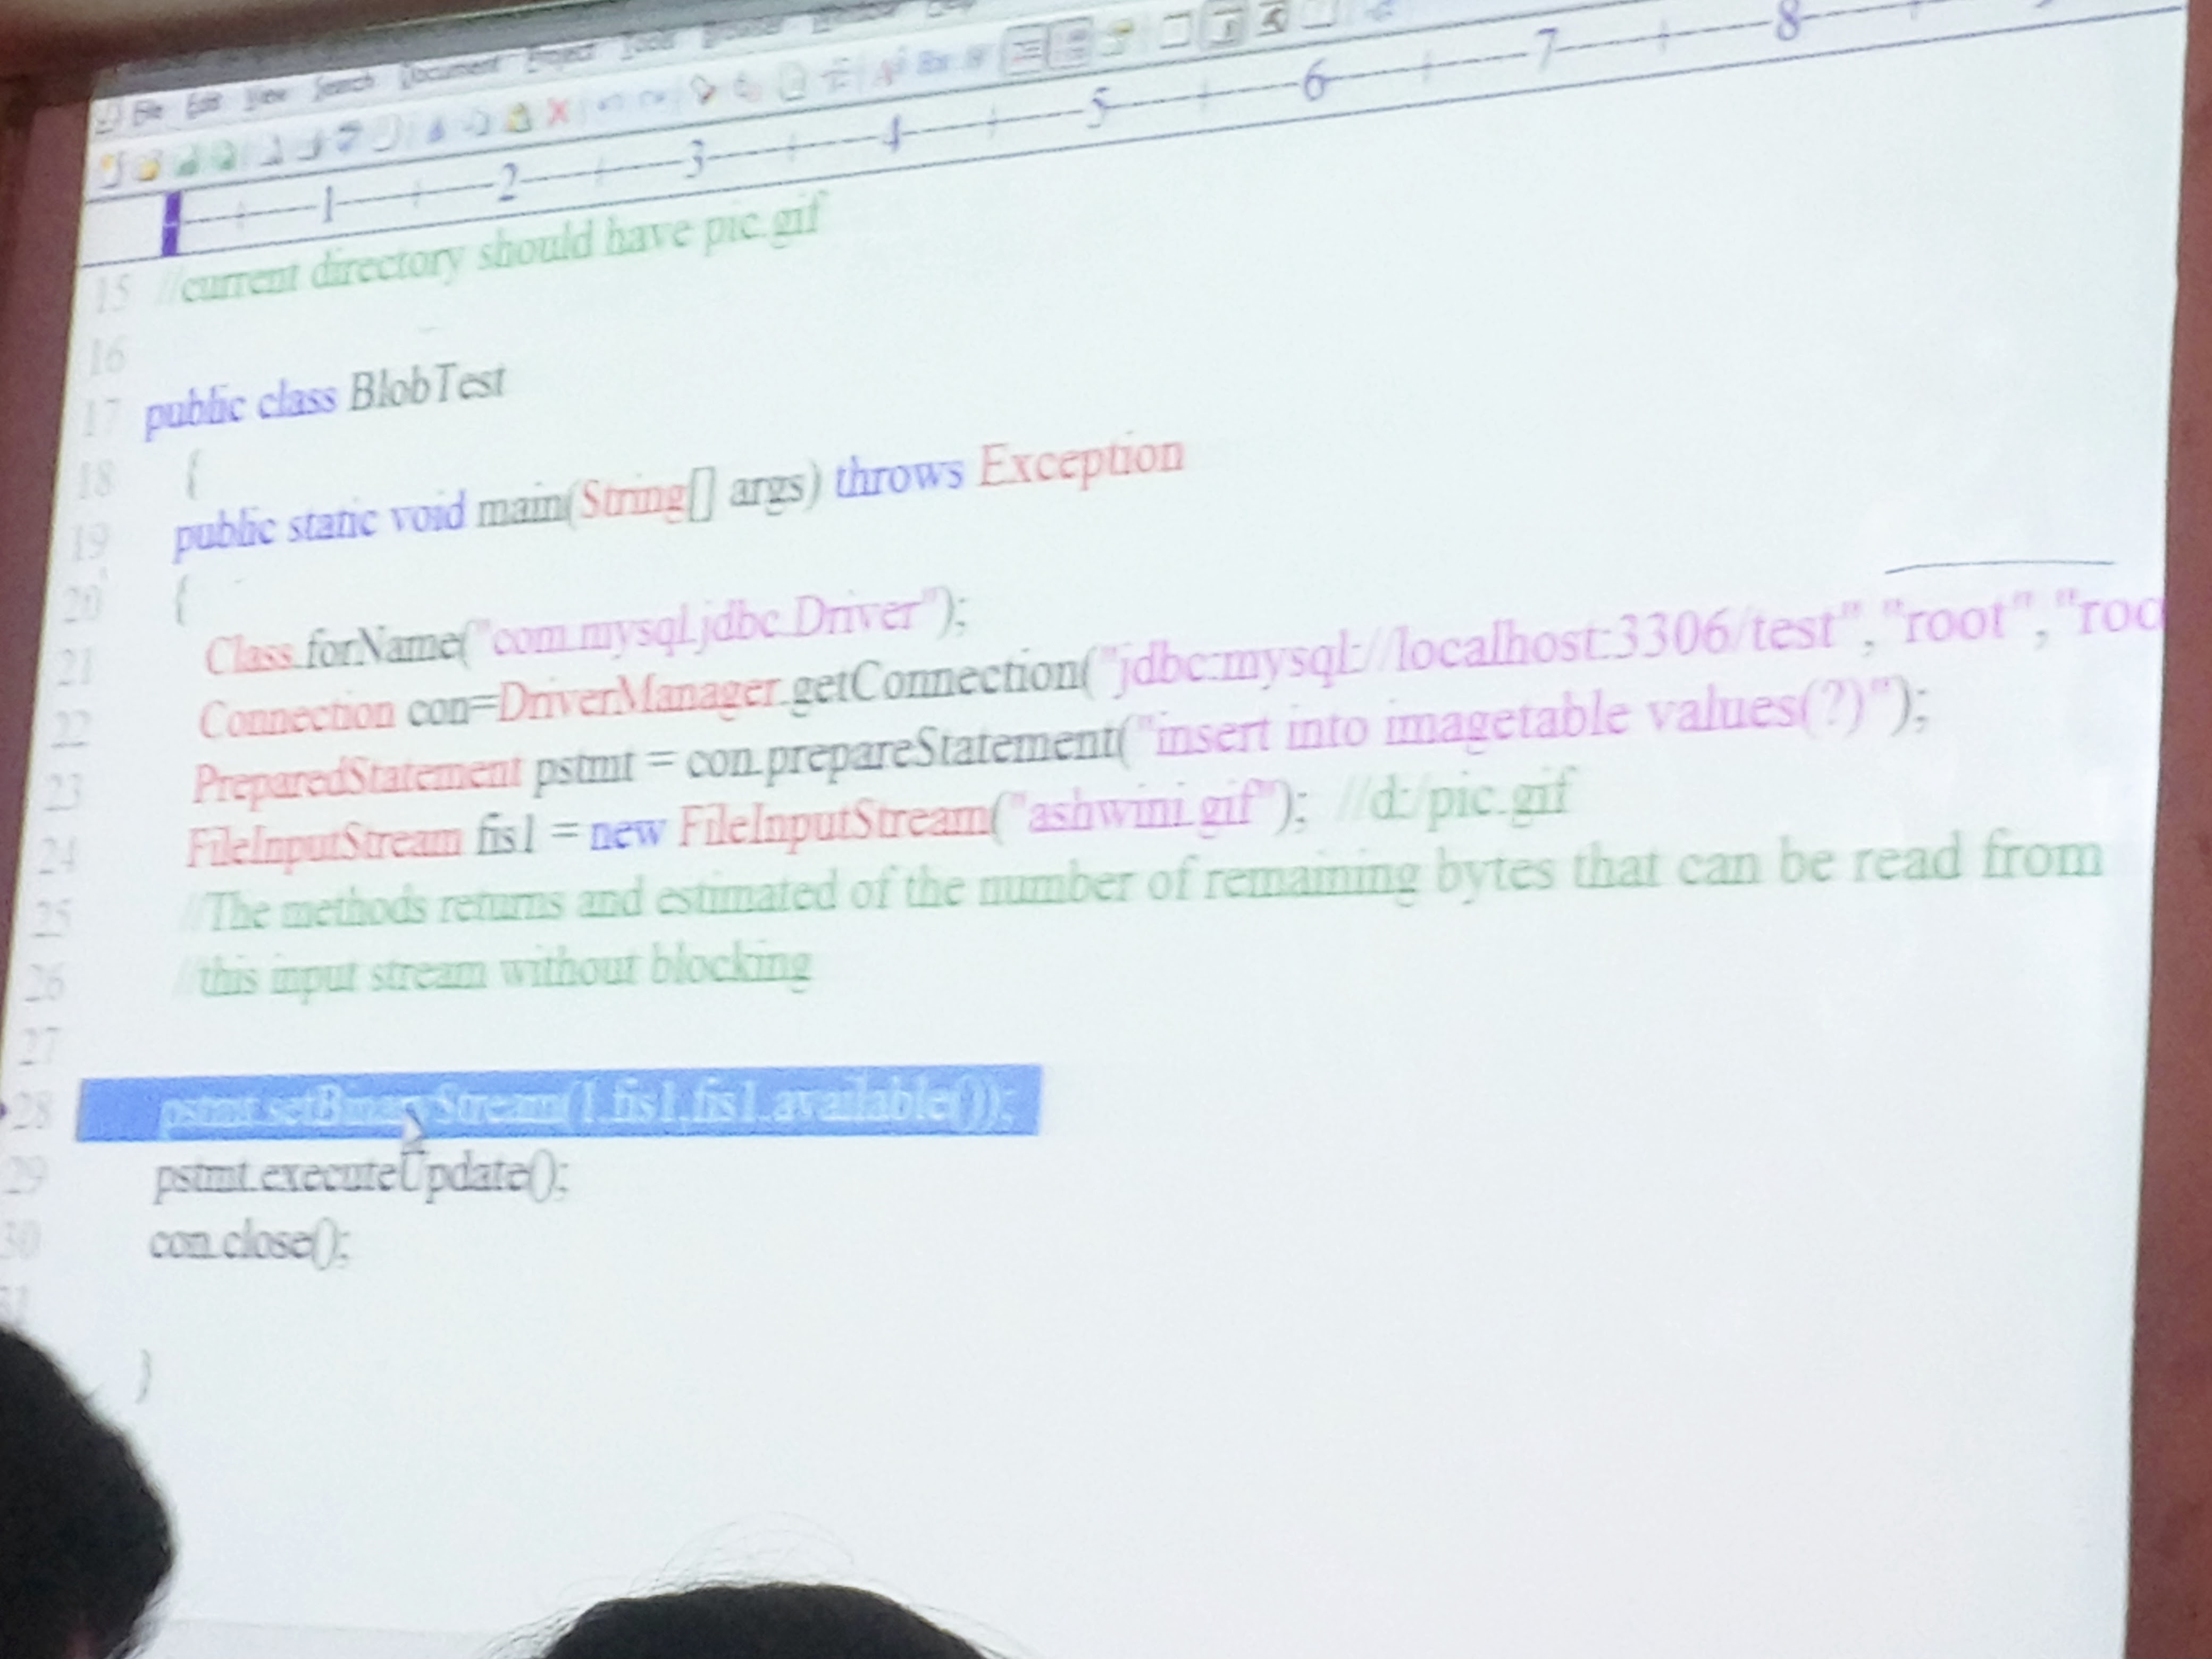 File Edit View Search Document Project Tools Browser Window Help
1 2 3 4 5 6 7 8
15 //current directory should have pic.gif
16
17 public class BlobTest
18 {
19 public static void main(String[] args) throws Exception
20 {
21 Class.forName("com.mysql.jdbc.Driver");
22 Connection con=DriverManager.getConnection("jdbc:mysql://localhost:3306/test","root","roo
23 PreparedStatement pstmt = con.prepareStatement("insert into imagetable values(?)");
24 FileInputStream fis1 = new FileInputStream("ashwini.gif"); //d:/pic.gif
25 //The methods returns and estimated of the number of remaining bytes that can be read from
26 //this input stream without blocking
27
28 pstmt.setBinaryStream(1,fis1,fis1.available());
29 pstmt.executeUpdate();
30 con.close();
31
}